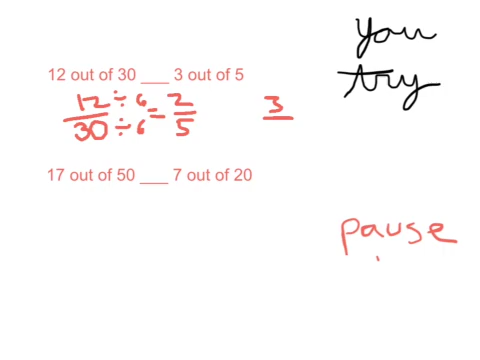 you
try
12 out of 30 ___ 3 out of 5
12 ÷ 6 = 2 3
30 ÷ 6 5
17 out of 50 ___ 7 out of 20
pause